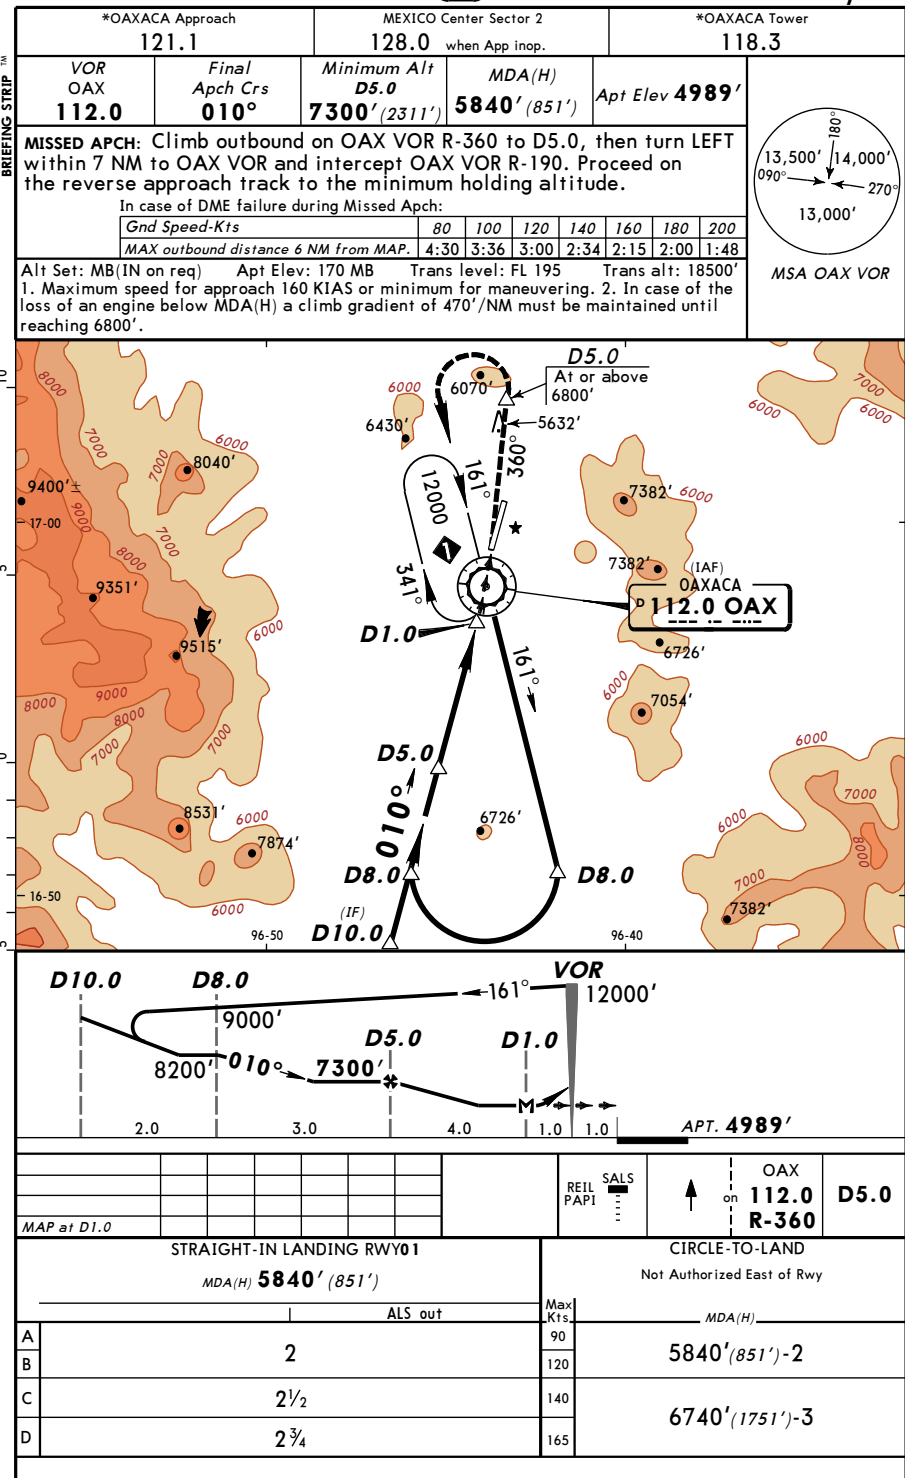 *OAXACA Approach
121.1
MEXICO Center Sector 2
128.0 when App inop.
*OAXACA Tower
118.3
BRIEFING STRIP TM
VOR
OAX
112.0
Final
Apch Crs
010°
Minimum Alt
D5.0
7300' (2311')
MDA(H)
5840' (851')
Apt Elev 4989'
MISSED APCH: Climb outbound on OAX VOR R-360 to D5.0, then turn LEFT
within 7 NM to OAX VOR and intercept OAX VOR R-190. Proceed on
the reverse approach track to the minimum holding altitude.
In case of DME failure during Missed Apch:
Gnd Speed-Kts 80 100 120 140 160 180 200
MAX outbound distance 6 NM from MAP. 4:30 3:36 3:00 2:34 2:15 2:00 1:48
Alt Set: MB(IN on req) Apt Elev: 170 MB Trans level: FL 195 Trans alt: 18500'
1. Maximum speed for approach 160 KIAS or minimum for maneuvering. 2. In case of the
loss of an engine below MDA(H) a climb gradient of 470'/NM must be maintained until
reaching 6800'.
180°
13,500' 14,000'
090° 270°
13,000'
MSA OAX VOR
10
5
0
5
8000
7000
6000
7000
8040'
9400'±
9000
17-00
8000
7000
9351'
6000
9515'
9000
8000
8000
7000
7000
8531'
6000
7874'
16-50
6000
96-50
6000
6070'
6430'
D5.0
At or above
6800'
5632'
360°
161°
12000
1
341°
D1.0
7000
6000
6000
7382' 6000
7382'
(IAF)
OAXACA
D 112.0 OAX
6726'
6000
7054'
161°
D5.0
010°
6726'
D8.0
D8.0
(IF)
D10.0
96-40
6000
7000
6000
8000
7000
7382'
D10.0
D8.0
VOR
161°
12000'
9000'
D5.0
D1.0
8200'
010°
7300'
M
2.0 3.0 4.0 1.0 1.0
APT. 4989'
MAP at D1.0
REIL
PAPI
SALS
on
OAX
112.0
R-360
D5.0
STRAIGHT-IN LANDING RWY01
MDA(H) 5840' (851')
ALS out
CIRCLE-TO-LAND
Not Authorized East of Rwy
Max
Kts
MDA(H)
A
B
2
90
120
5840'(851')-2
C
2½
140
D
2¾
165
6740'(1751')-3